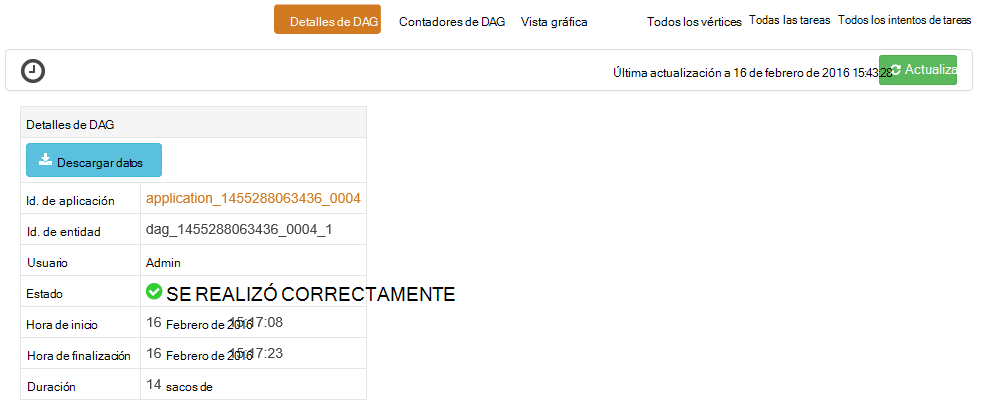 Detalles de DAG Contadores de DAG Vista gráfica Todos los vértices Todas las tareas Todos los intentos de tareas
Última actualización a 16 de febrero de 2016 15:43:28 Actualiza
Detalles de DAG
Descargar datos
Id. de aplicación application_1455288063436_0004
Id. de entidad dag_1455288063436_0004_1
Usuario Admin
Estado SE REALIZÓ CORRECTAMENTE
Hora de inicio 16 Febrero de 2016 15:17:08
Hora de finalización 16 Febrero de 2016 15:17:23
Duración 14 sacos de